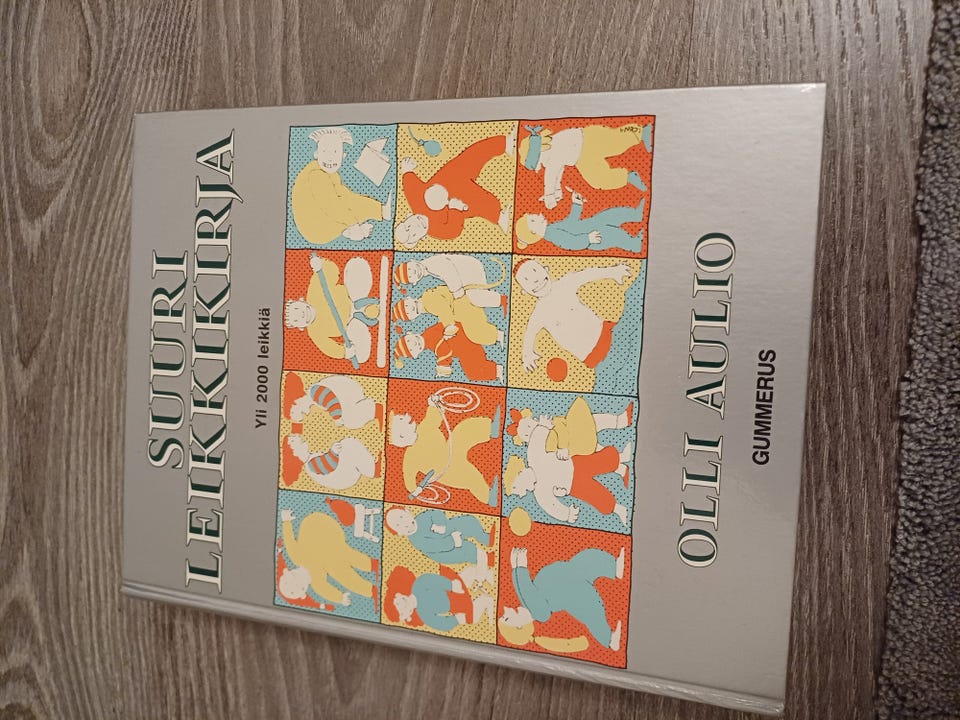 SUURI
LEIKKIKIRJA
Yli 2000 leikkiä
OLLI AULIO
GUMMERUS